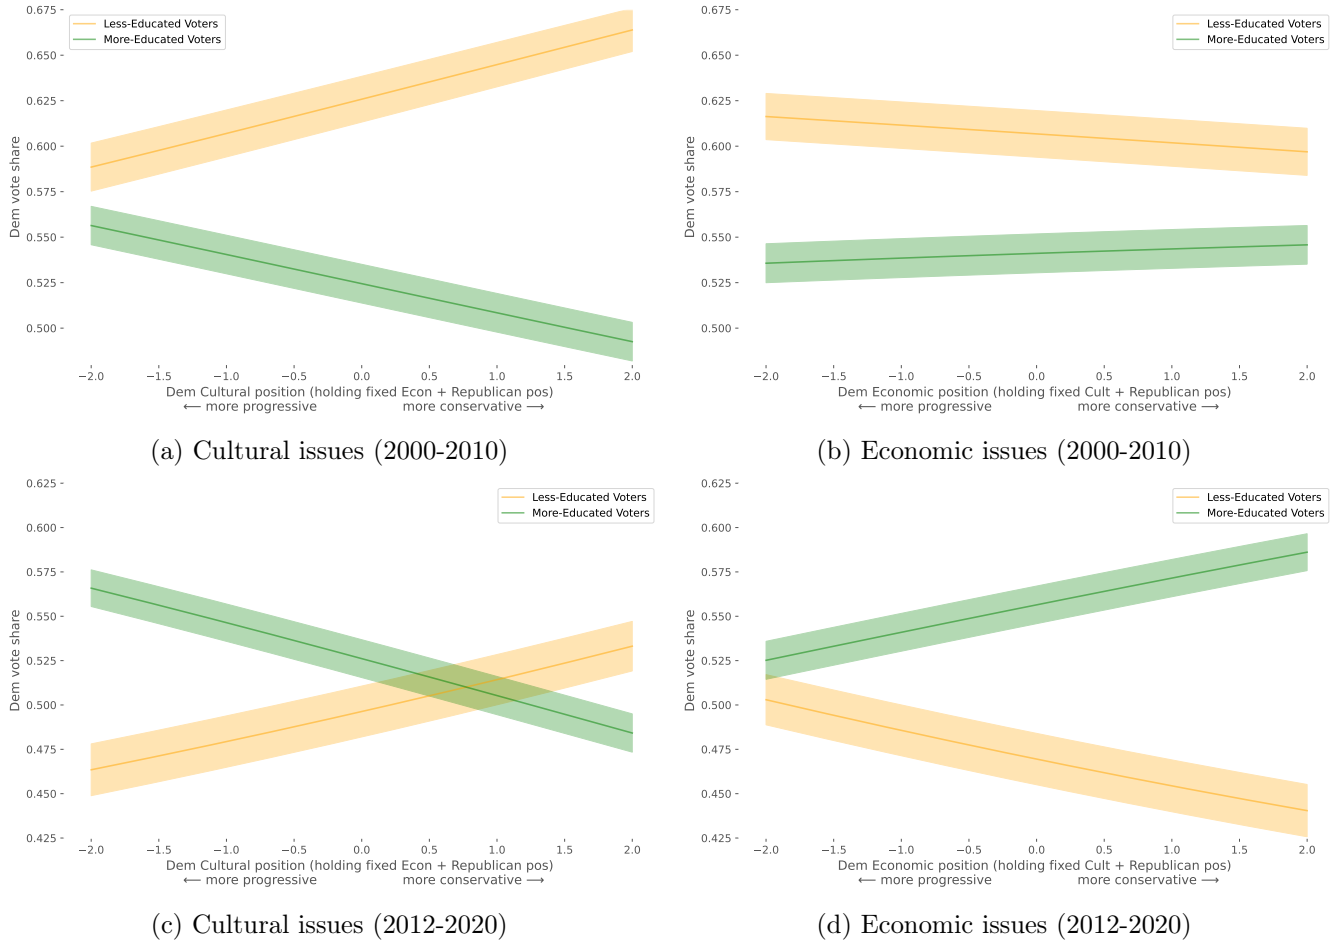 0.675
0.650
0.625
0.600
0.575
0.550
0.525
0.500
Dem vote share
Less-Educated Voters
More-Educated Voters
−2.0 −1.5 −1.0 −0.5 0.0 0.5 1.0 1.5 2.0
Dem Cultural position (holding fixed Econ + Republican pos)
⟵ more progressive more conservative ⟶
(a) Cultural issues (2000-2010)
0.675
0.650
0.625
0.600
0.575
0.550
0.525
0.500
Dem vote share
Less-Educated Voters
More-Educated Voters
−2.0 −1.5 −1.0 −0.5 0.0 0.5 1.0 1.5 2.0
Dem Economic position (holding fixed Cult + Republican pos)
⟵ more progressive more conservative ⟶
(b) Economic issues (2000-2010)
0.625
0.600
0.575
0.550
0.525
0.500
0.475
0.450
0.425
Dem vote share
Less-Educated Voters
More-Educated Voters
−2.0 −1.5 −1.0 −0.5 0.0 0.5 1.0 1.5 2.0
Dem Cultural position (holding fixed Econ + Republican pos)
⟵ more progressive more conservative ⟶
(c) Cultural issues (2012-2020)
0.625
0.600
0.575
0.550
0.525
0.500
0.475
0.450
0.425
Dem vote share
Less-Educated Voters
More-Educated Voters
−2.0 −1.5 −1.0 −0.5 0.0 0.5 1.0 1.5 2.0
Dem Economic position (holding fixed Cult + Republican pos)
⟵ more progressive more conservative ⟶
(d) Economic issues (2012-2020)